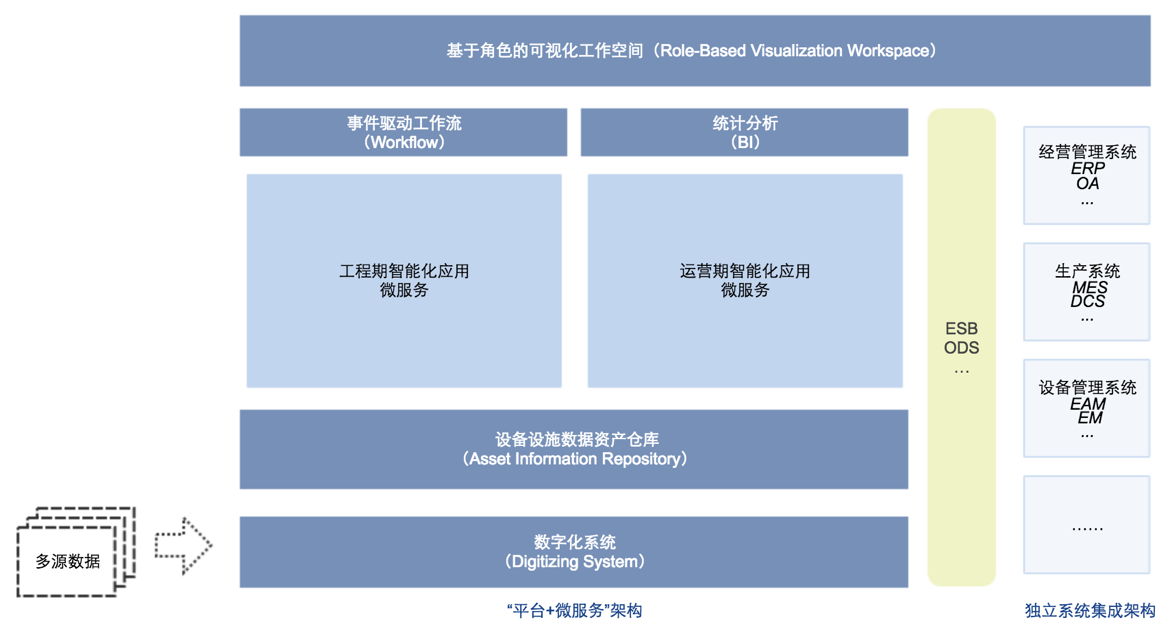 基于角色的可视化工作空间（Role-Based Visualization Workspace）
事件驱动工作流
（Workflow）
统计分析
（BI）
工程期智能化应用
微服务
运营期智能化应用
微服务
设备设施数据资产仓库
（Asset Information Repository）
多源数据
数字化系统
（Digitizing System）
“平台+微服务”架构
ESB
ODS
...
经营管理系统
ERP
OA
...
生产系统
MES
DCS
...
设备管理系统
EAM
EM
...
......
独立系统集成架构